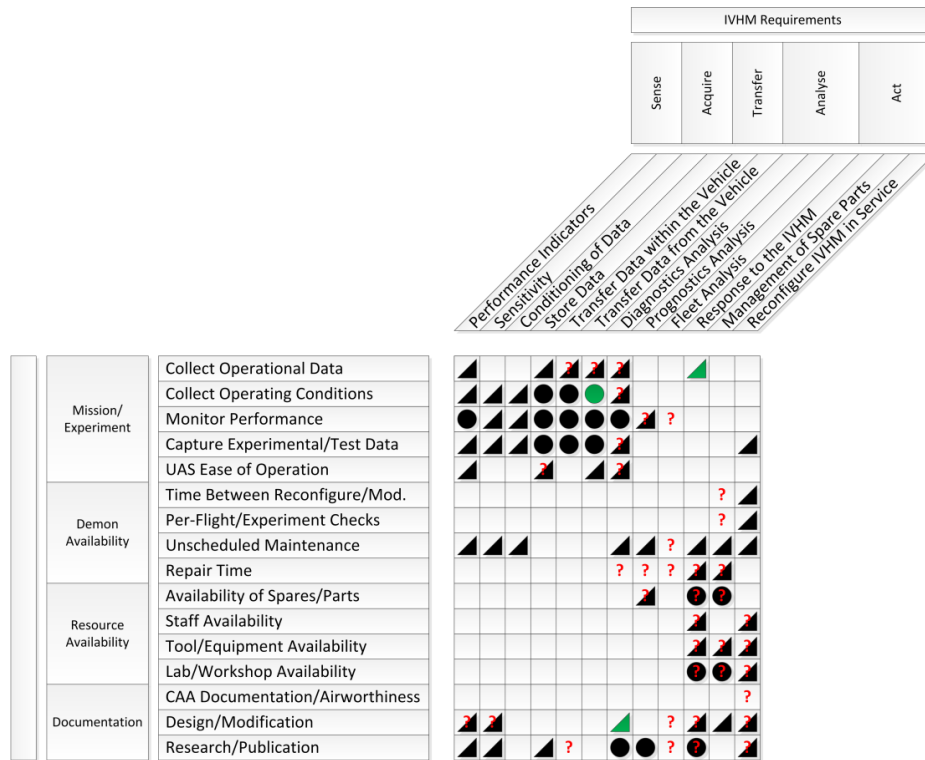 IVHM Requirements
Sense
Acquire
Transfer
Analyse
Act
Performance Indicators
Sensitivity
Conditioning of Data
Store Data
Transfer Data within the Vehicle
Transfer Data from the Vehicle
Diagnostics Analysis
Prognostics Analysis
Fleet Analysis
Response to the IVHM
Management of Spare Parts
Reconfigure IVHM in Service
Mission/
Experiment
Collect Operational Data
? ? ?
Collect Operating Conditions
?
Monitor Performance
? ?
Capture Experimental/Test Data
?
UAS Ease of Operation
? ?
Demon
Availability
Time Between Reconfigure/Mod.
?
Per-Flight/Experiment Checks
?
Unscheduled Maintenance
?
Repair Time
? ? ? ? ?
Resource
Availability
Availability of Spares/Parts
? ? ?
Staff Availability
? ?
Tool/Equipment Availability
? ? ?
Lab/Workshop Availability
? ? ?
Documentation
CAA Documentation/Airworthiness
?
Design/Modification
? ? ? ? ?
Research/Publication
? ? ? ?